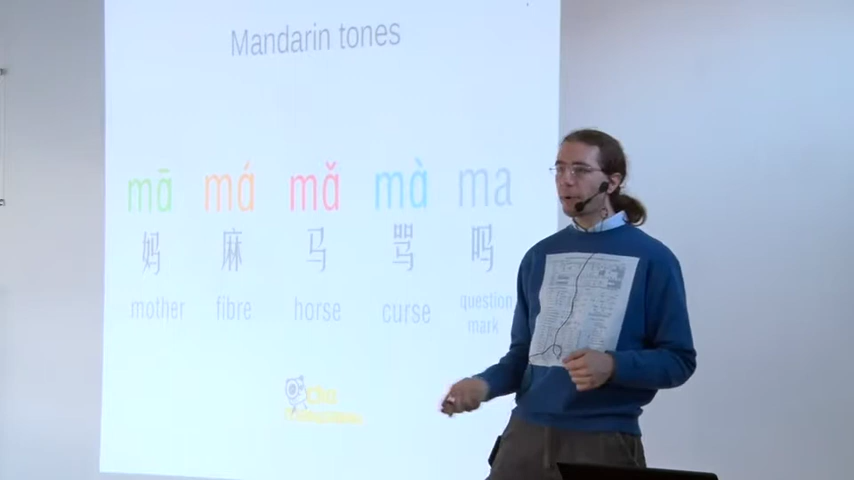 Mandarin tones
mā má mǎ mà ma
妈 麻 马 骂 吗
mother fibre horse curse question
mark